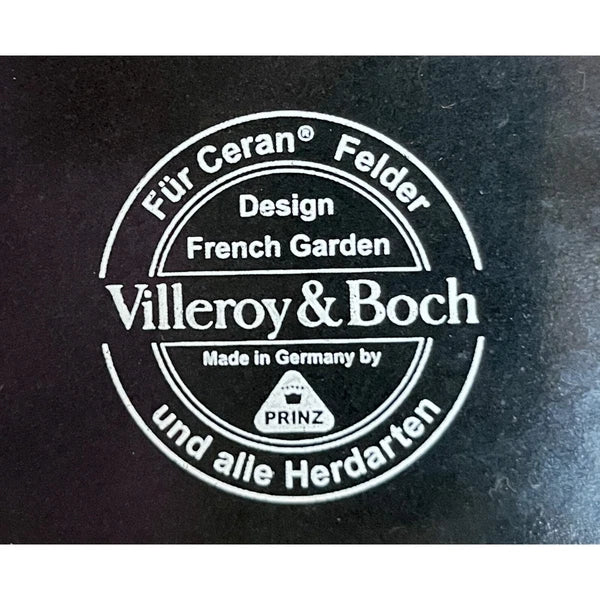 Für Ceran® Felder
Design
French Garden
Villeroy & Boch
Made in Germany by
PRINZ
und alle Herdarten